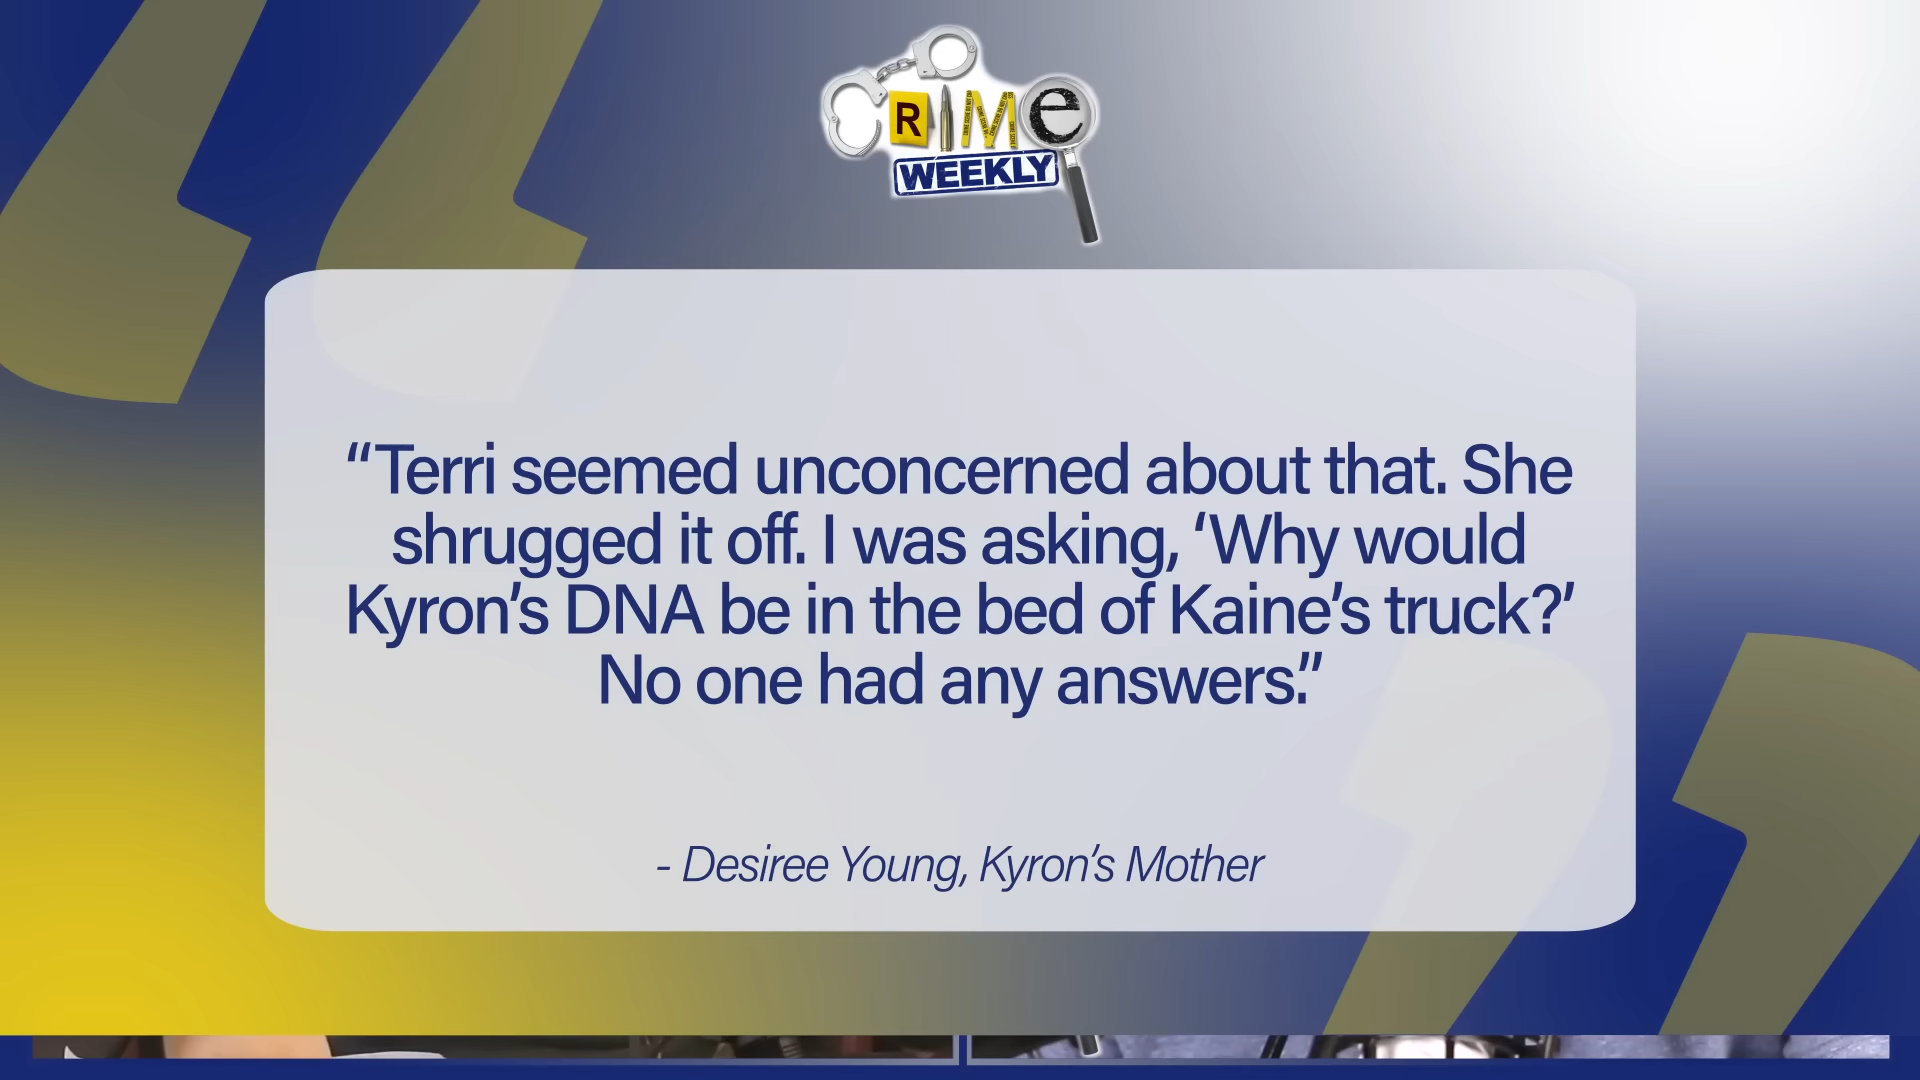 CRIME
WEEKLY
“Terri seemed unconcerned about that. She
shrugged it off. I was asking, ‘Why would
Kyron’s DNA be in the bed of Kaine’s truck?’
No one had any answers.”
- Desiree Young, Kyron’s Mother